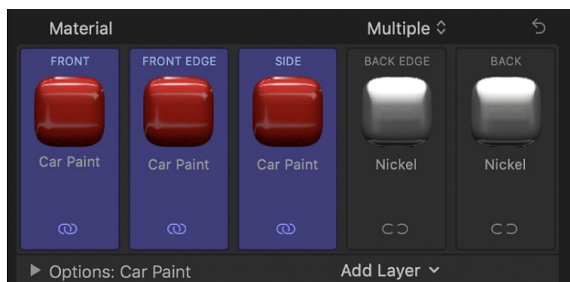 Material Multiple
FRONT FRONT EDGE SIDE BACK EDGE BACK
Car Paint Car Paint Car Paint Nickel Nickel
Options: Car Paint Add Layer